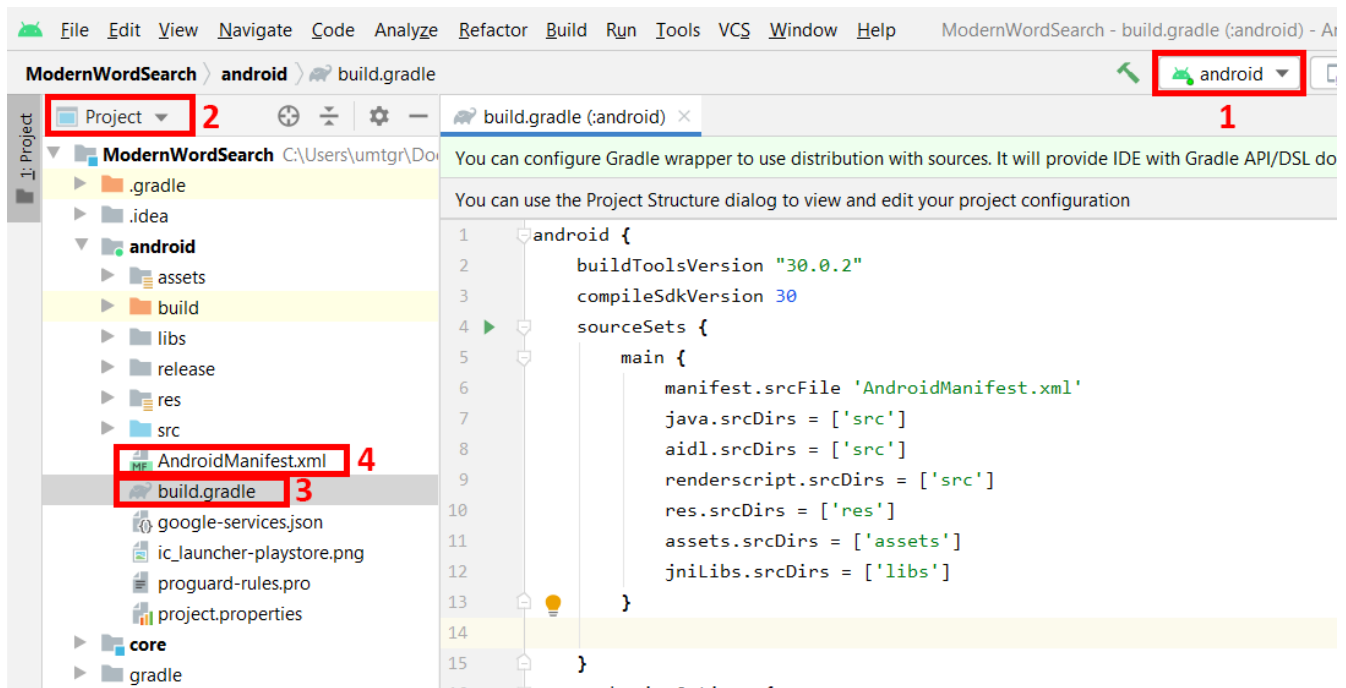 File Edit View Navigate Code Analyze Refactor Build Run Tools VCS Window Help ModernWordSearch - build.gradle (:android) - Ar
ModernWordSearch android build.gradle android
1
1: Project
Project 2
ModernWordSearch C:\Users\umtgr\Do
.gradle
.idea
android
assets
build
libs
release
res
src
AndroidManifest.xml 4
build.gradle 3
google-services.json
ic_launcher-playstore.png
proguard-rules.pro
project.properties
core
gradle
build.gradle (:android)
You can configure Gradle wrapper to use distribution with sources. It will provide IDE with Gradle API/DSL do
You can use the Project Structure dialog to view and edit your project configuration
1 android {
2 buildToolsVersion "30.0.2"
3 compileSdkVersion 30
4 sourceSets {
5 main {
6 manifest.srcFile 'AndroidManifest.xml'
7 java.srcDirs = ['src']
8 aidl.srcDirs = ['src']
9 renderscript.srcDirs = ['src']
10 res.srcDirs = ['res']
11 assets.srcDirs = ['assets']
12 jniLibs.srcDirs = ['libs']
13 }
14
15 }